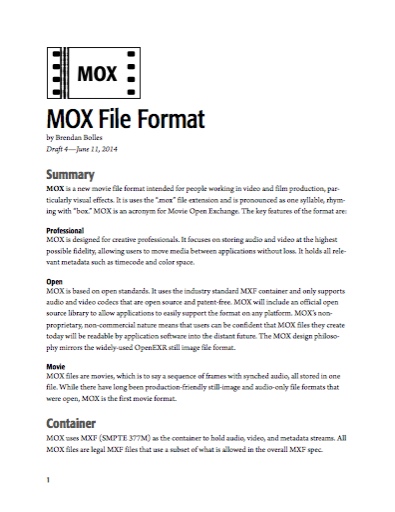 MOX
MOX File Format
by Brendan Bolles
Draft 4—June 11, 2014
Summary
MOX is a new movie file format intended for people working in video and film production, par-
ticularly visual effects. It is uses the ".mox" file extension and is pronounced as one syllable, rhym-
ing with "box." MOX is an acronym for Movie Open Exchange. The key features of the format are:
Professional
MOX is designed for creative professionals. It focuses on storing audio and video at the highest
possible fidelity, allowing users to move media between applications without loss. It holds all rele-
vant metadata such as timecode and color space.
Open
MOX is based on open standards. It uses the industry standard MXF container and only supports
audio and video codecs that are open source and patent-free. MOX will include an official open
source library to allow applications to easily support the format on any platform. MOX's non-
proprietary, non-commercial nature means that users can be confident that MOX files they create
today will be readable by application software into the distant future. The MOX design philoso-
phy mirrors the widely-used OpenEXR still image file format.
Movie
MOX files are movies, which is to say a sequence of frames with synched audio, all stored in one
file. While there have long been production-friendly still-image and audio-only file formats that
were open, MOX is the first movie format.
Container
MOX uses MXF (SMPTE 377M) as the container to hold audio, video, and metadata streams. All
MOX files are legal MXF files that use a subset of what is allowed in the overall MXF spec.
1